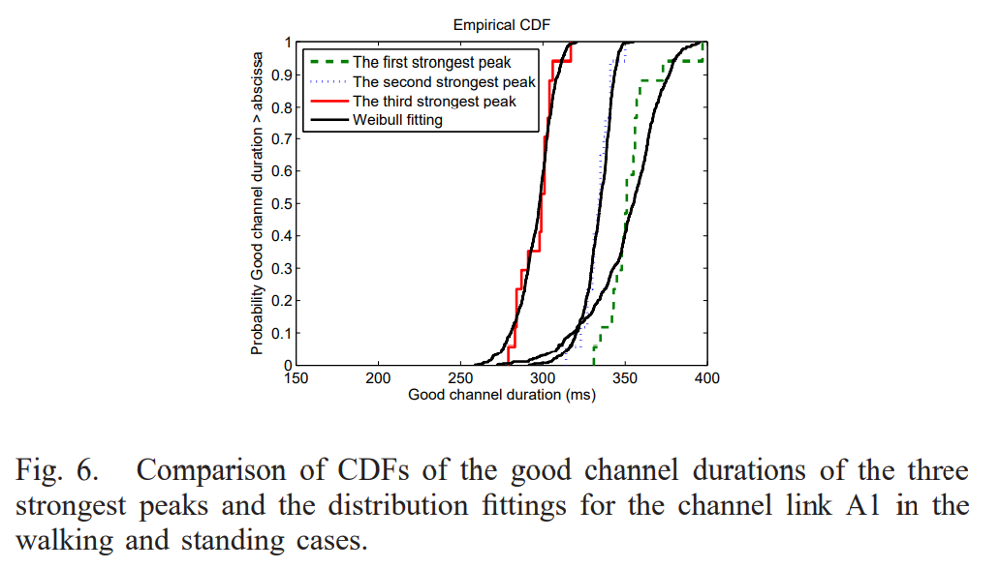 Empirical CDF
Probability Good channel duration > abscissa
1
0.9
0.8
0.7
0.6
0.5
0.4
0.3
0.2
0.1
0
The first strongest peak
The second strongest peak
The third strongest peak
Weibull fitting
150 200 250 300 350 400
Good channel duration (ms)
Fig. 6. Comparison of CDFs of the good channel durations of the three
strongest peaks and the distribution fittings for the channel link A1 in the
walking and standing cases.